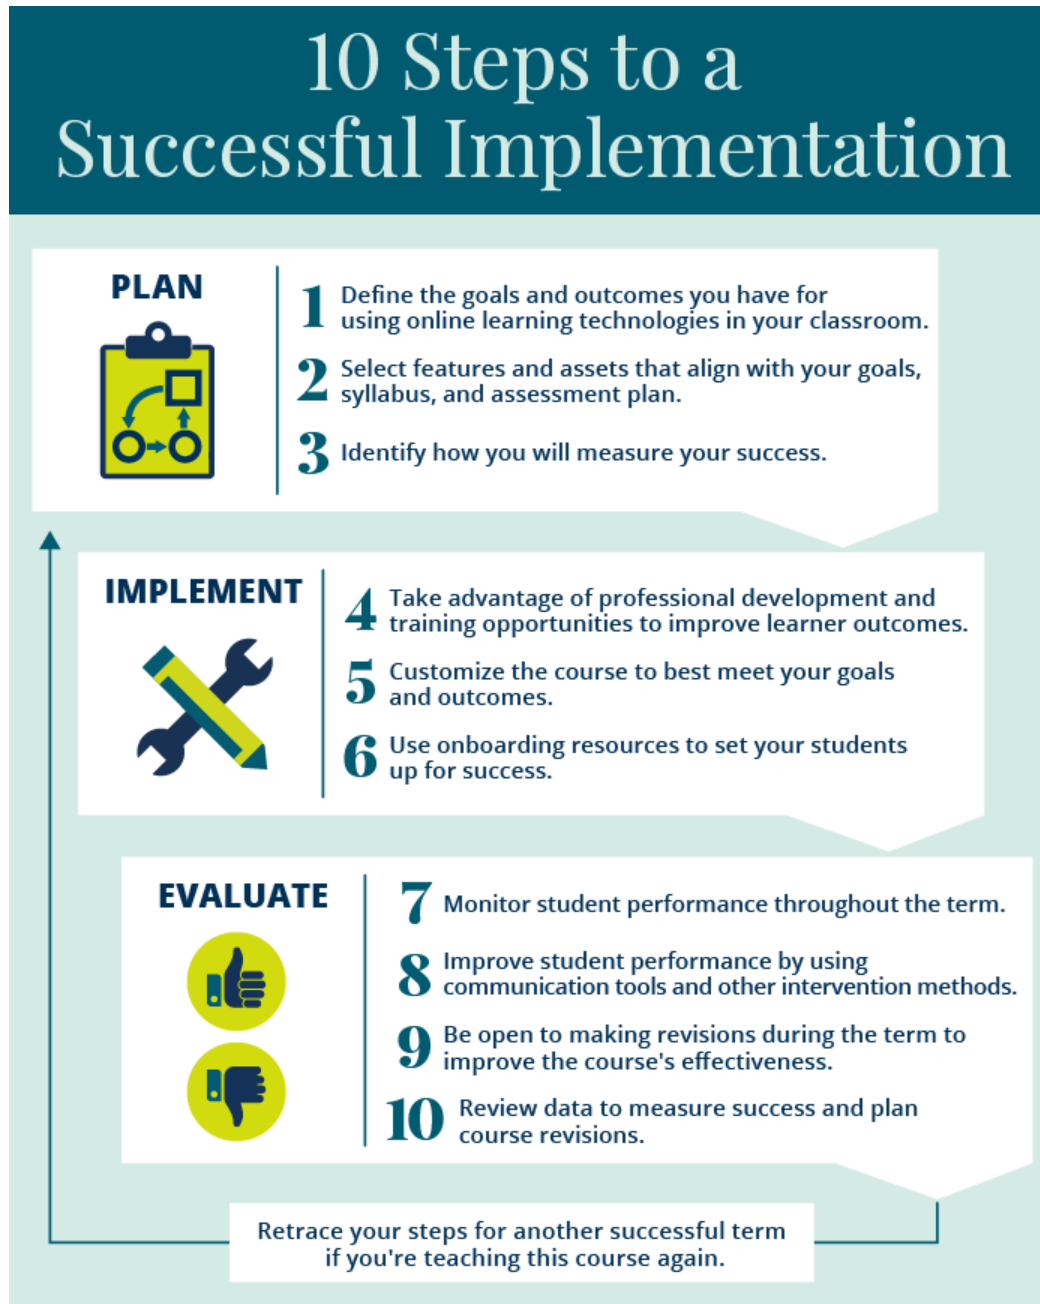 10 Steps to a
Successful Implementation
PLAN
1 Define the goals and outcomes you have for
using online learning technologies in your classroom.
2 Select features and assets that align with your goals,
syllabus, and assessment plan.
3 Identify how you will measure your success.
IMPLEMENT
4 Take advantage of professional development and
training opportunities to improve learner outcomes.
5 Customize the course to best meet your goals
and outcomes.
6 Use onboarding resources to set your students
up for success.
EVALUATE
7 Monitor student performance throughout the term.
8 Improve student performance by using
communication tools and other intervention methods.
9 Be open to making revisions during the term to
improve the course's effectiveness.
10 Review data to measure success and plan
course revisions.
Retrace your steps for another successful term
if you're teaching this course again.